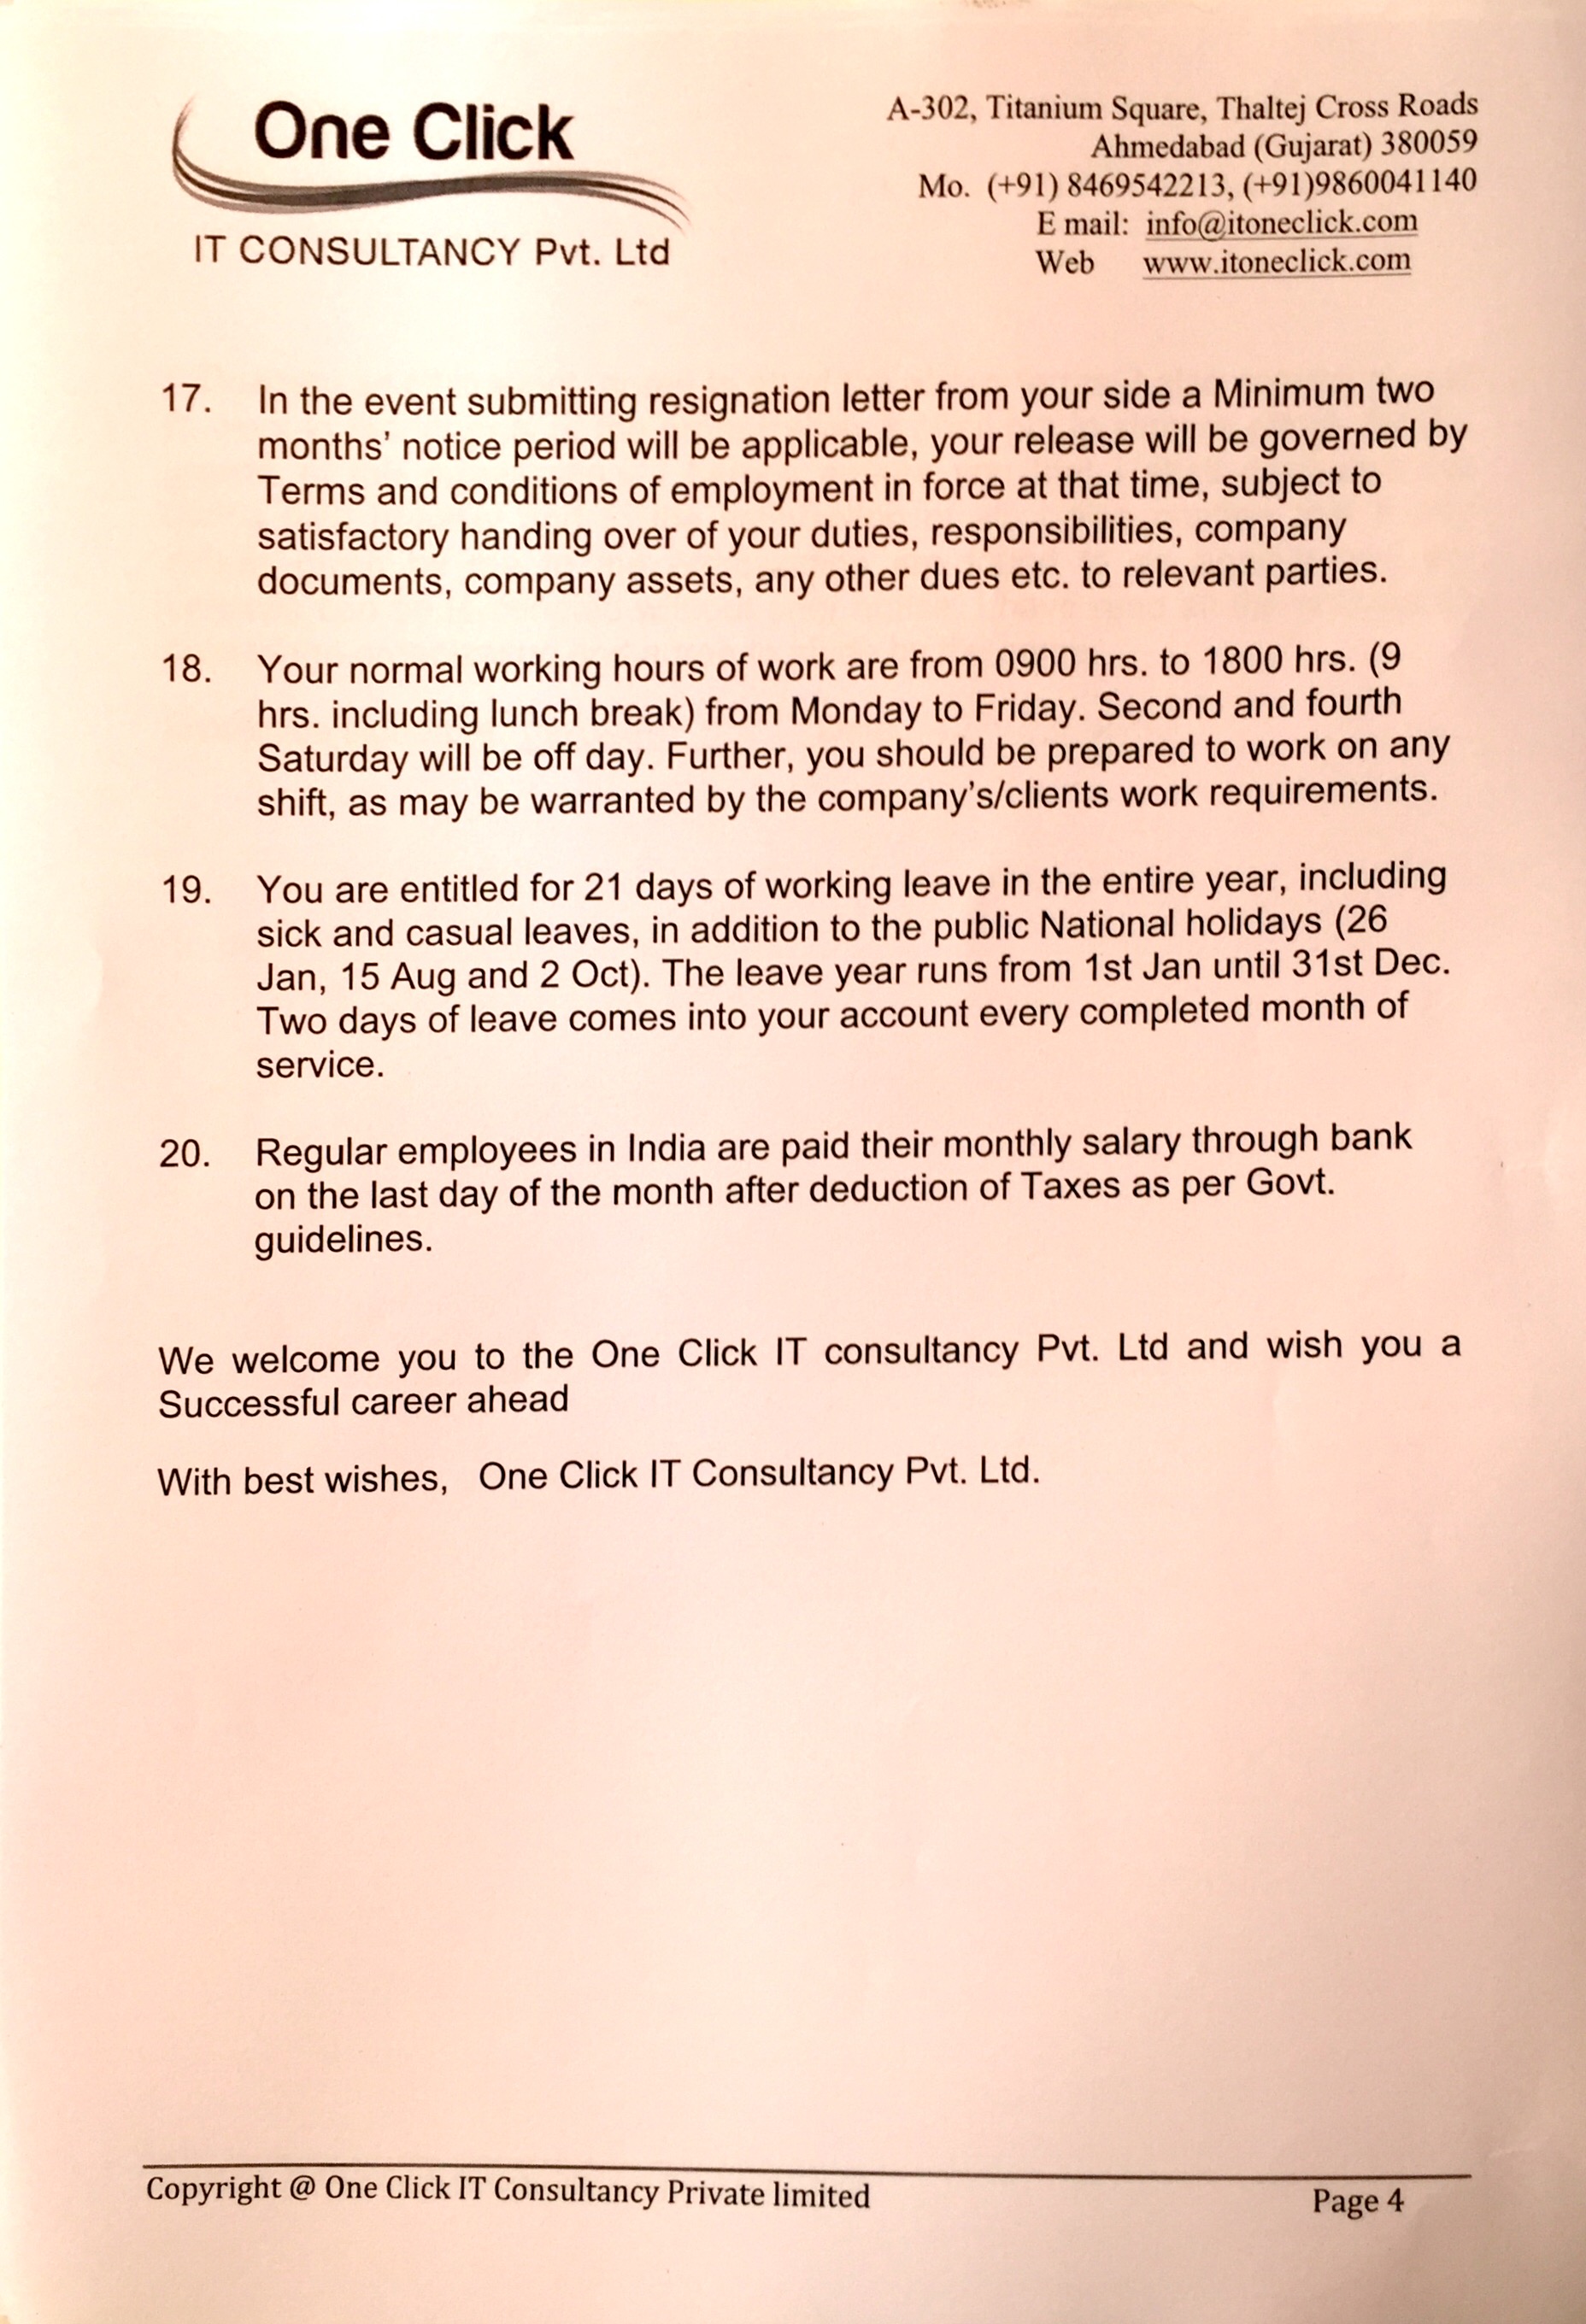 One Click
IT CONSULTANCY Pvt. Ltd
A-302, Titanium Square, Thaltej Cross Roads
Ahmedabad (Gujarat) 380059
Mo. (+91) 8469542213, (+91)9860041140
E mail: info@itoneclick.com
Web www.itoneclick.com
17. In the event submitting resignation letter from your side a Minimum two
months' notice period will be applicable, your release will be governed by
Terms and conditions of employment in force at that time, subject to
satisfactory handing over of your duties, responsibilities, company
documents, company assets, any other dues etc. to relevant parties.
18. Your normal working hours of work are from 0900 hrs. to 1800 hrs. (9
hrs. including lunch break) from Monday to Friday. Second and fourth
Saturday will be off day. Further, you should be prepared to work on any
shift, as may be warranted by the company's/clients work requirements.
19. You are entitled for 21 days of working leave in the entire year, including
sick and casual leaves, in addition to the public National holidays (26
Jan, 15 Aug and 2 Oct). The leave year runs from 1st Jan until 31st Dec.
Two days of leave comes into your account every completed month of
service.
20. Regular employees in India are paid their monthly salary through bank
on the last day of the month after deduction of Taxes as per Govt.
guidelines.
We welcome you to the One Click IT consultancy Pvt. Ltd and wish you a
Successful career ahead
With best wishes, One Click IT Consultancy Pvt. Ltd.
Copyright @ One Click IT Consultancy Private limited
Page 4